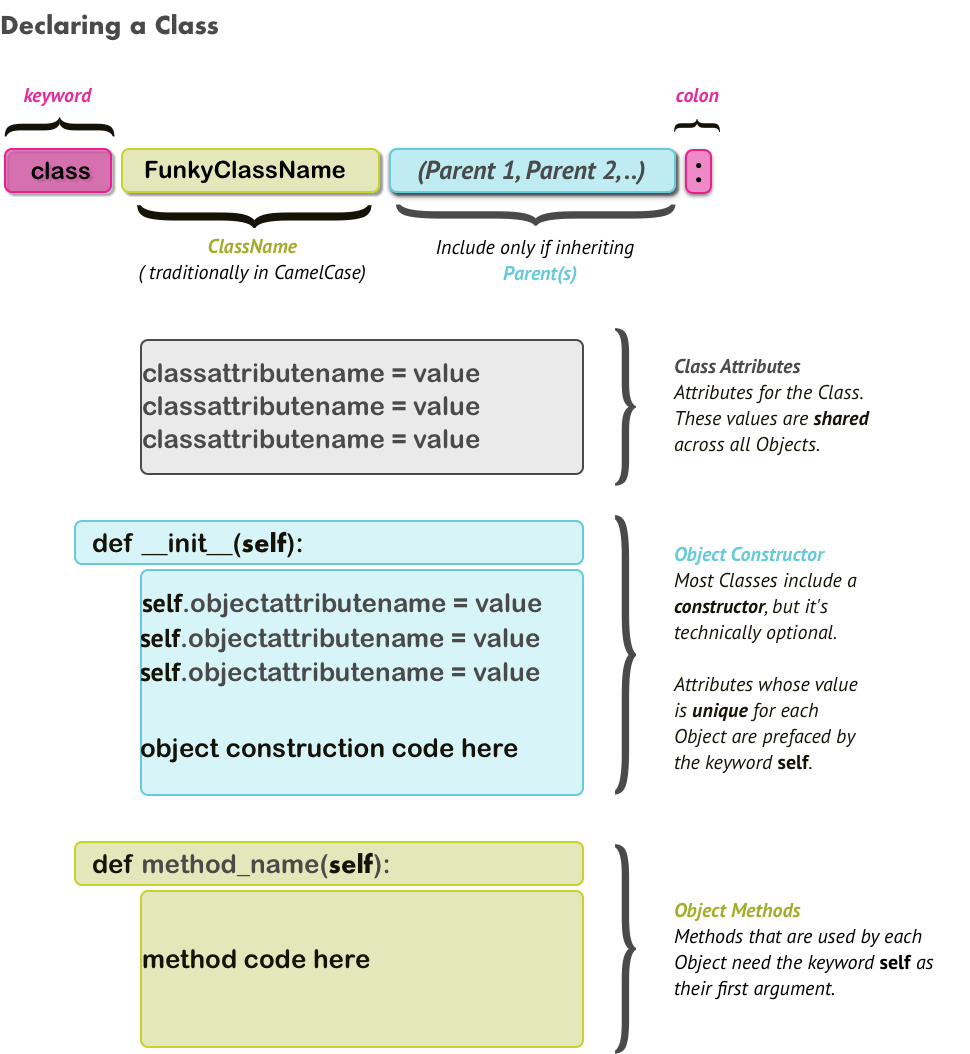 Declaring a Class
keyword
colon
class FunkyClassName (Parent 1, Parent 2,..) :
ClassName
( traditionally in CamelCase)
Include only if inheriting
Parent(s)
classattributename = value
classattributename = value
classattributename = value
Class Attributes
Attributes for the Class.
These values are shared
across all Objects.
def __init__(self):
self.objectattributename = value
self.objectattributename = value
self.objectattributename = value
object construction code here
Object Constructor
Most Classes include a
constructor, but it's
technically optional.
Attributes whose value
is unique for each
Object are prefaced by
the keyword self.
def method_name(self):
method code here
Object Methods
Methods that are used by each
Object need the keyword self as
their first argument.